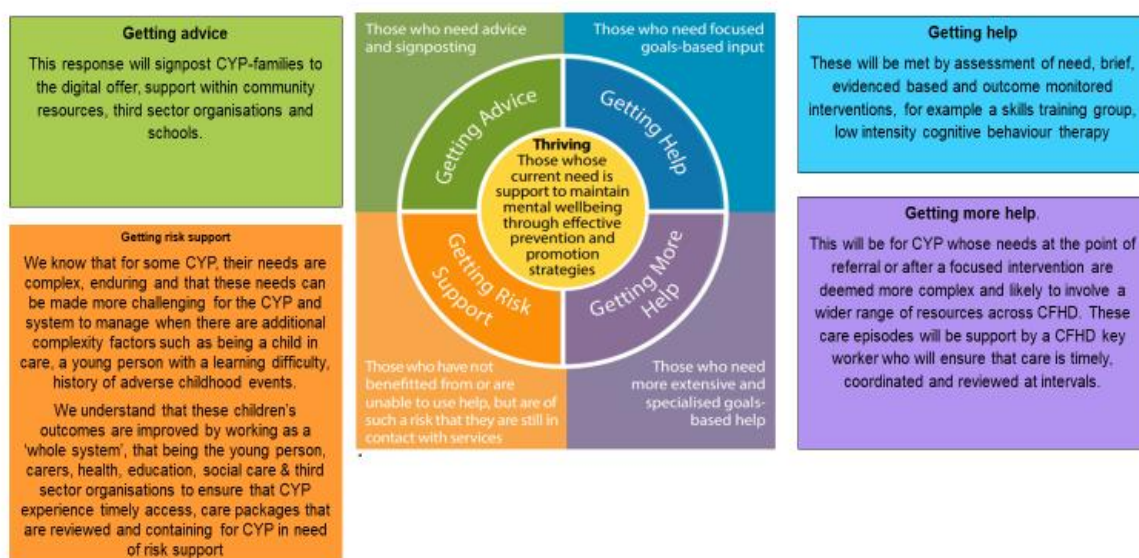 Getting advice
This response will signpost CYP-families to
the digital offer, support within community
resources, third sector organisations and
schools.
Getting risk support
We know that for some CYP, their needs are
complex, enduring and that these needs can
be made more challenging for the CYP and
system to manage when there are additional
complexity factors such as being a child in
care, a young person with a learning difficulty,
history of adverse childhood events.
We understand that these children's
outcomes are improved by working as a
'whole system', that being the young person,
carers, health, education, social care & third
sector organisations to ensure that CYP
experience timely access, care packages that
are reviewed and containing for CYP in need
of risk support
Those who need advice
and signposting
Those who need focused
goals-based input
Getting Advice
Getting Help
Thriving
Those whose
current need is
support to maintain
mental wellbeing
through effective
prevention and
promotion
strategies
Getting Risk
Support
Getting More
Help
Those who have not
benefitted from or are
unable to use help, but are of
such a risk that they are still in
contact with services
Those who need
more extensive and
specialised goals-
based help
Getting help
These will be met by assessment of need, brief,
evidenced based and outcome monitored
interventions, for example a skills training group,
low intensity cognitive behaviour therapy
Getting more help.
This will be for CYP whose needs at the point of
referral or after a focused intervention are
deemed more complex and likely to involve a
wider range of resources across CFHD. These
care episodes will be support by a CFHD key
worker who will ensure that care is timely,
coordinated and reviewed at intervals.